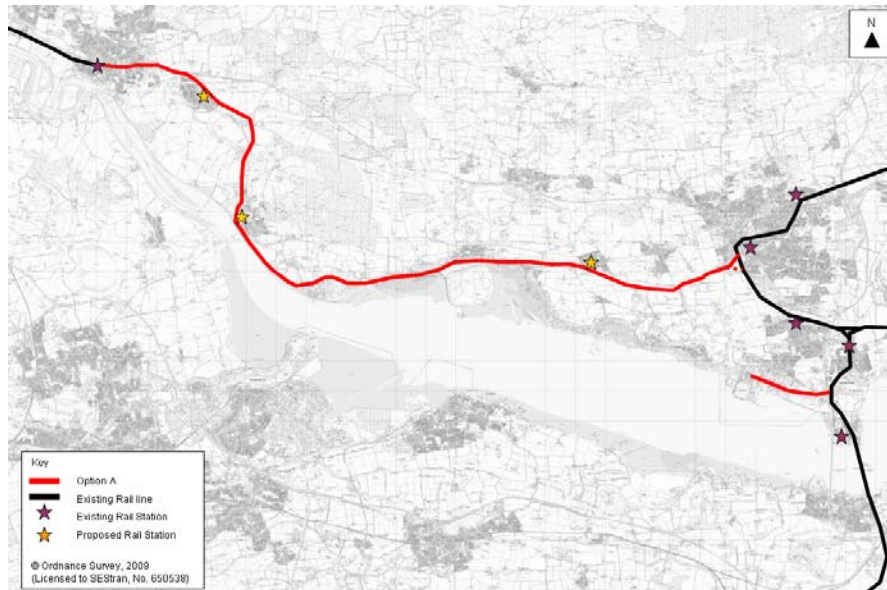 N
Key
Option A
Existing Rail line
Existing Rail Station
Proposed Rail Station
© Ordnance Survey, 2009
(Licensed to SEStran, No. 650538)